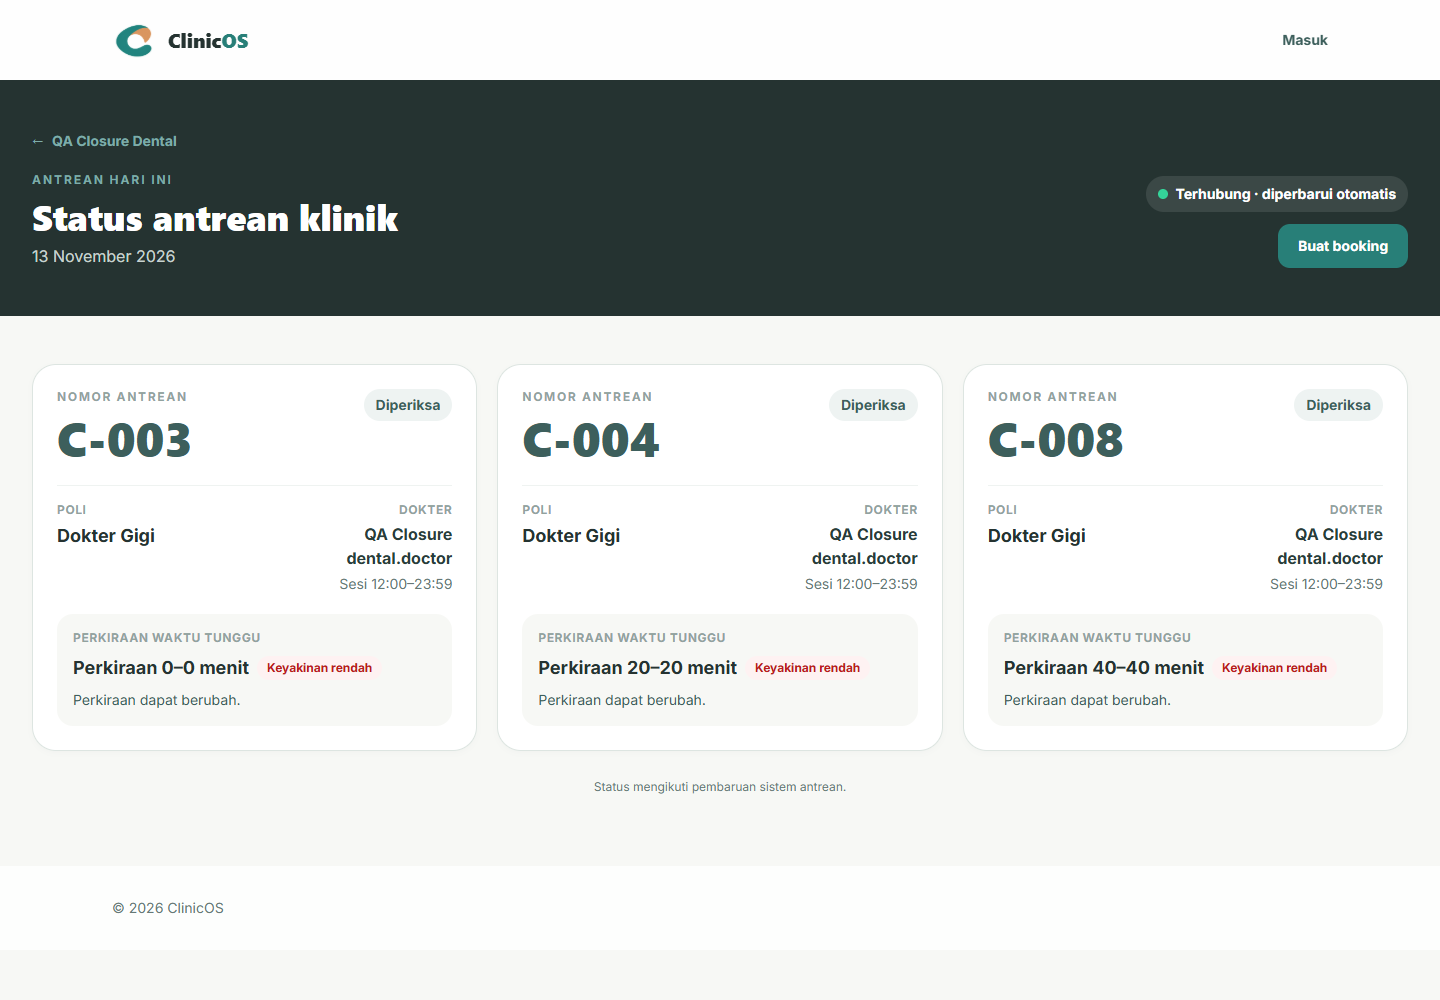 ClinicOS
Masuk
← QA Closure Dental
ANTREAN HARI INI
Status antrean klinik
13 November 2026
Terhubung · diperbarui otomatis
Buat booking
NOMOR ANTREAN
C-003
Diperiksa
POLI
Dokter Gigi
DOKTER
QA Closure
dental.doctor
Sesi 12:00–23:59
PERKIRAAN WAKTU TUNGGU
Perkiraan 0–0 menit
Keyakinan rendah
Perkiraan dapat berubah.
NOMOR ANTREAN
C-004
Diperiksa
POLI
Dokter Gigi
DOKTER
QA Closure
dental.doctor
Sesi 12:00–23:59
PERKIRAAN WAKTU TUNGGU
Perkiraan 20–20 menit
Keyakinan rendah
Perkiraan dapat berubah.
NOMOR ANTREAN
C-008
Diperiksa
POLI
Dokter Gigi
DOKTER
QA Closure
dental.doctor
Sesi 12:00–23:59
PERKIRAAN WAKTU TUNGGU
Perkiraan 40–40 menit
Keyakinan rendah
Perkiraan dapat berubah.
Status mengikuti pembaruan sistem antrean.
© 2026 ClinicOS